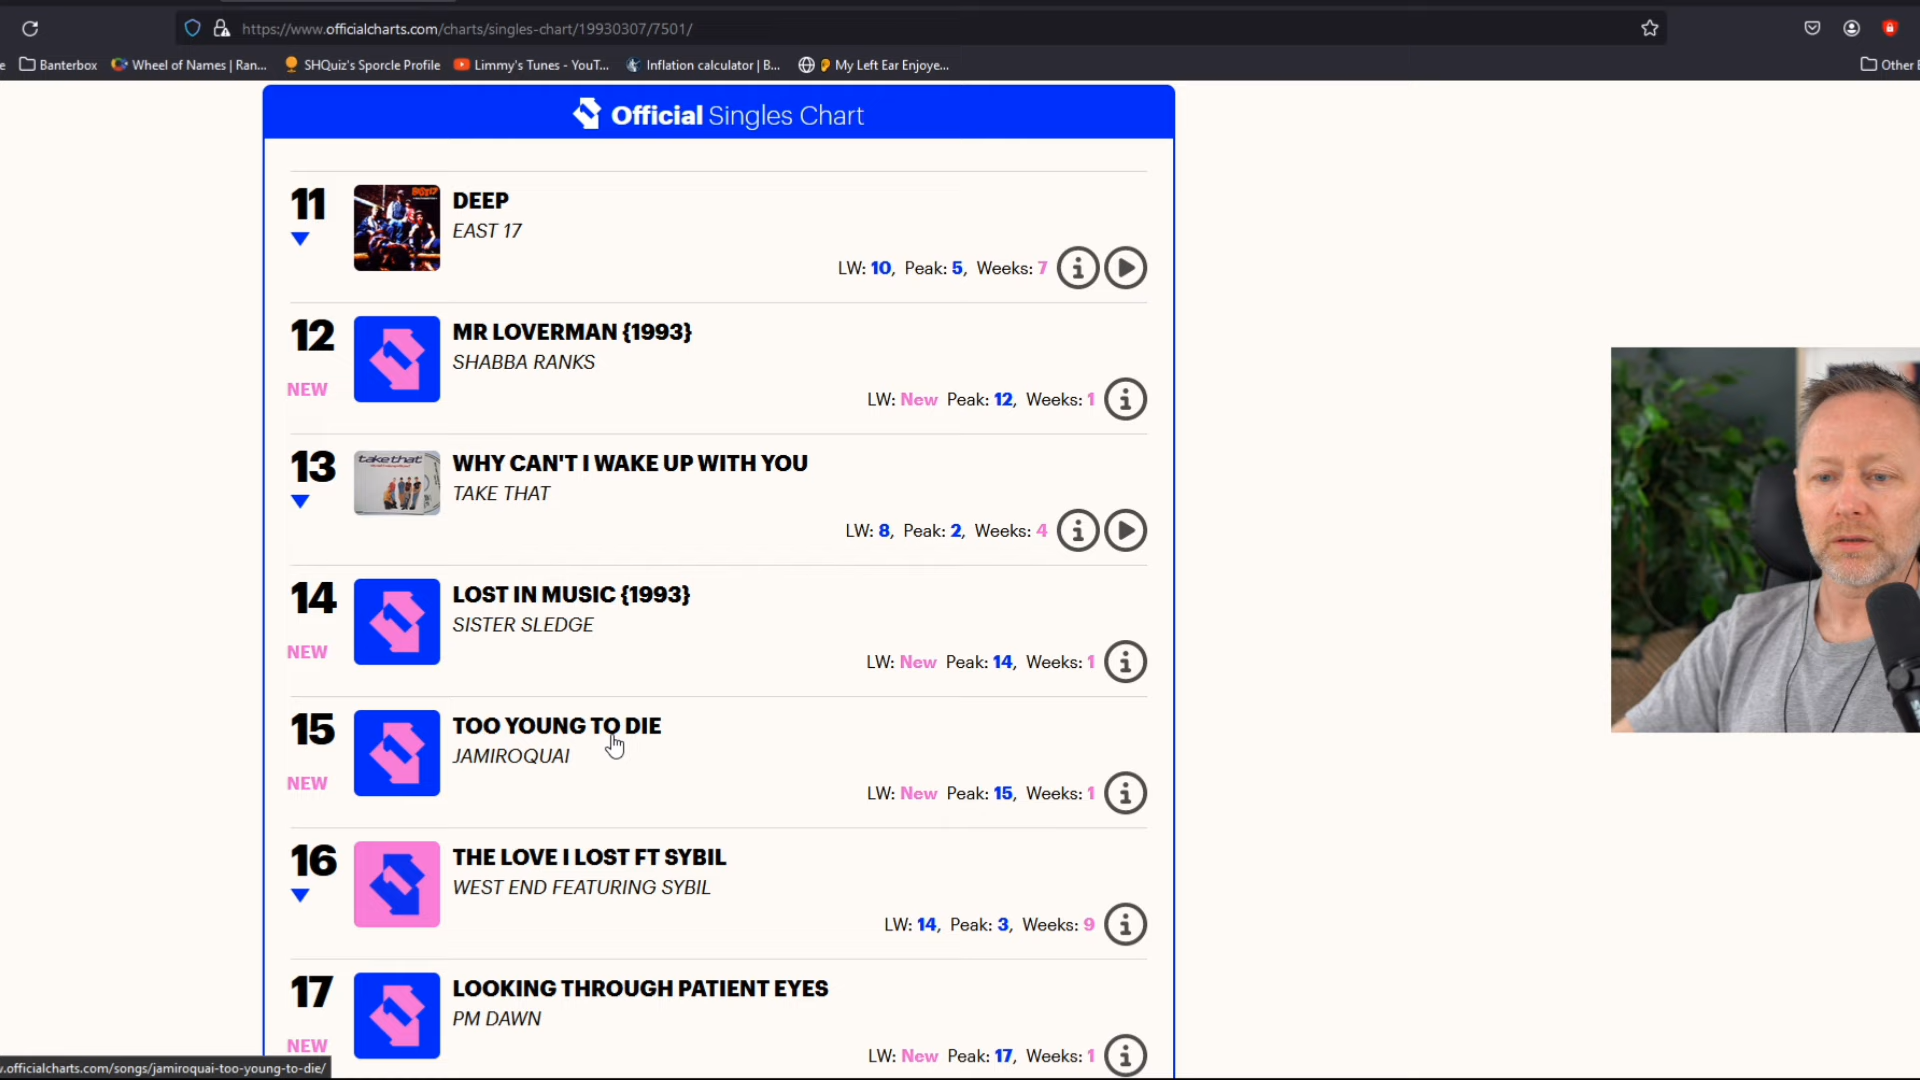 https://www.officialcharts.com/charts/singles-chart/19930307/7501/
Banterbox
Wheel of Names | Ran...
SHQuiz's Sporcle Profile
Limmy's Tunes - YouT...
Inflation calculator | B...
My Left Ear Enjoye...
Other
Official Singles Chart
11
DEEP
EAST 17
LW: 10, Peak: 5, Weeks: 7
12
NEW
MR LOVERMAN {1993}
SHABBA RANKS
LW: New Peak: 12, Weeks: 1
13
take that
WHY CAN'T I WAKE UP WITH YOU
TAKE THAT
LW: 8, Peak: 2, Weeks: 4
14
NEW
LOST IN MUSIC {1993}
SISTER SLEDGE
LW: New Peak: 14, Weeks: 1
15
NEW
TOO YOUNG TO DIE
JAMIROQUAI
LW: New Peak: 15, Weeks: 1
16
THE LOVE I LOST FT SYBIL
WEST END FEATURING SYBIL
LW: 14, Peak: 3, Weeks: 9
17
NEW
LOOKING THROUGH PATIENT EYES
PM DAWN
LW: New Peak: 17, Weeks: 1
.officialcharts.com/songs/jamiroquai-too-young-to-die/